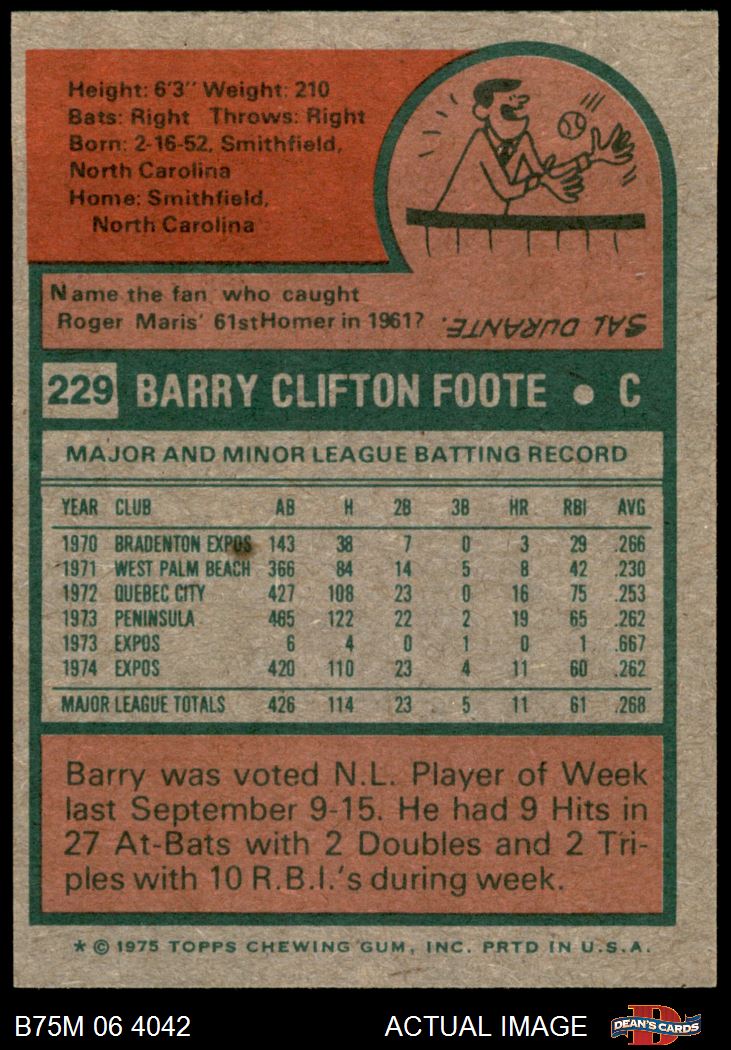 Height: 6'3" Weight: 210
Bats: Right Throws: Right
Born: 2-16-52, Smithfield,
North Carolina
Home: Smithfield,
North Carolina
Name the fan who caught
Roger Maris' 61st Homer in 1961?
SAL DURANTE.
229 BARRY CLIFTON FOOTE • C
MAJOR AND MINOR LEAGUE BATTING RECORD
YEAR CLUB AB H 2B 3B HR RBI AVG
1970 BRADENTON EXPOS 143 38 7 0 3 29 .266
1971 WEST PALM BEACH 366 84 14 5 8 42 .230
1972 QUEBEC CITY 427 108 23 0 16 75 .253
1973 PENINSULA 465 122 22 2 19 65 .262
1973 EXPOS 6 4 0 1 0 1 .667
1974 EXPOS 420 110 23 4 11 60 .262
MAJOR LEAGUE TOTALS 426 114 23 5 11 61 .268
Barry was voted N.L. Player of Week
last September 9-15. He had 9 Hits in
27 At-Bats with 2 Doubles and 2 Tri-
ples with 10 R.B.I.'s during week.
* © 1975 TOPPS CHEWING GUM, INC. PRTD IN U.S.A.
B75M 06 4042 ACTUAL IMAGE
DEAN'S CARDS